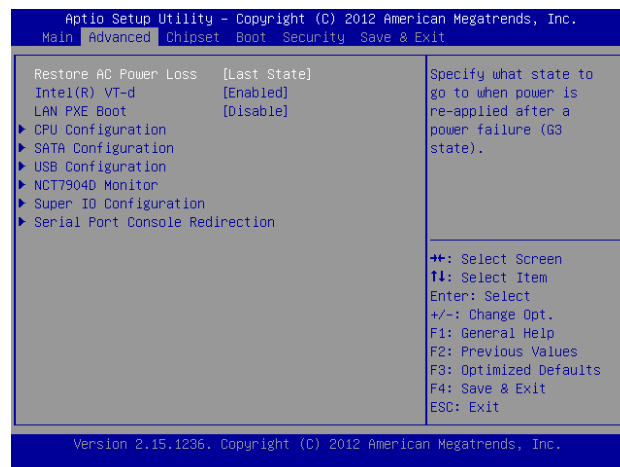 Aptio Setup Utility – Copyright (C) 2012 American Megatrends, Inc.
Main Advanced Chipset Boot Security Save & Exit
Restore AC Power Loss [Last State]
Intel(R) VT-d [Enabled]
LAN PXE Boot [Disable]
CPU Configuration
SATA Configuration
USB Configuration
NCT7904D Monitor
Super IO Configuration
Serial Port Console Redirection
Specify what state to
go to when power is
re-applied after a
power failure (G3
state).
→←: Select Screen
↑↓: Select Item
Enter: Select
+/-: Change Opt.
F1: General Help
F2: Previous Values
F3: Optimized Defaults
F4: Save & Exit
ESC: Exit
Version 2.15.1236. Copyright (C) 2012 American Megatrends, Inc.